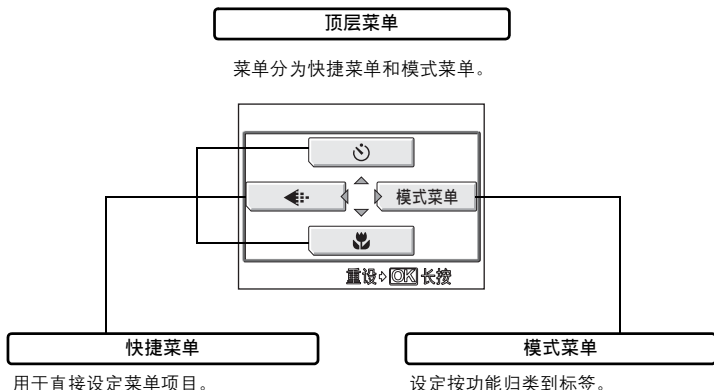 顶层菜单
菜单分为快捷菜单和模式菜单。
模式菜单
重设 OK 长按
快捷菜单
模式菜单
用于直接设定菜单项目。
设定按功能归类到标签。